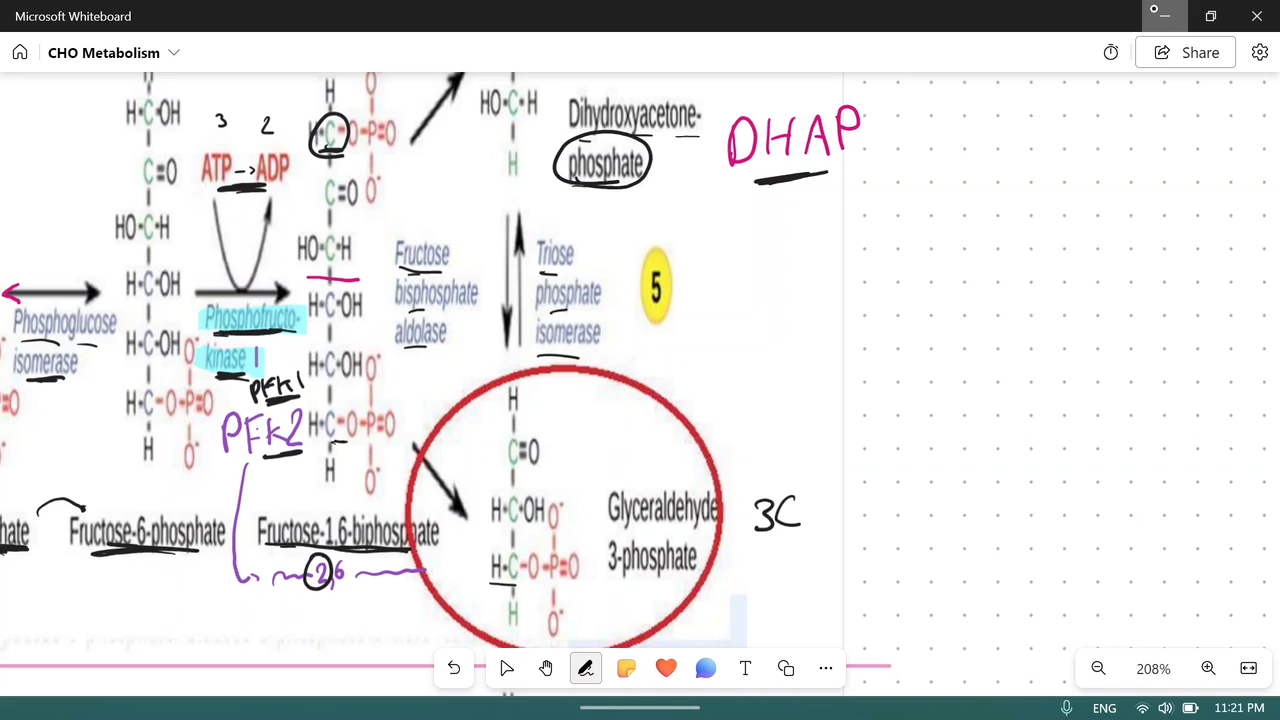 Microsoft Whiteboard
CHO Metabolism
Share
H
H-C-OH
C=O
HO-C-H
H-C-OH
H-C-OH
H-C-O-P=O
H
O-
O-
3 2
ATP -> ADP
Phosphoglucose
isomerase
Phosphofructo-
kinase 1
PFK1
PFK2
hate
Fructose-6-phosphate
Fructose-1,6-biphosphate
2,6
H
H-C-O-P=O
C=O
HO-C-H
H-C-OH
H-C-OH
H-C-O-P=O
H
O
O-
O-
O-
Fructose
bisphosphate
aldolase
H
HO-C-H
H
Dihydroxyacetone-
phosphate
DHAP
Triose
phosphate
isomerase
5
H
C=O
H-C-OH
H-C-O-P=O
H
O-
O-
Glyceraldehyde
3-phosphate
3C
208%
ENG
11:21 PM